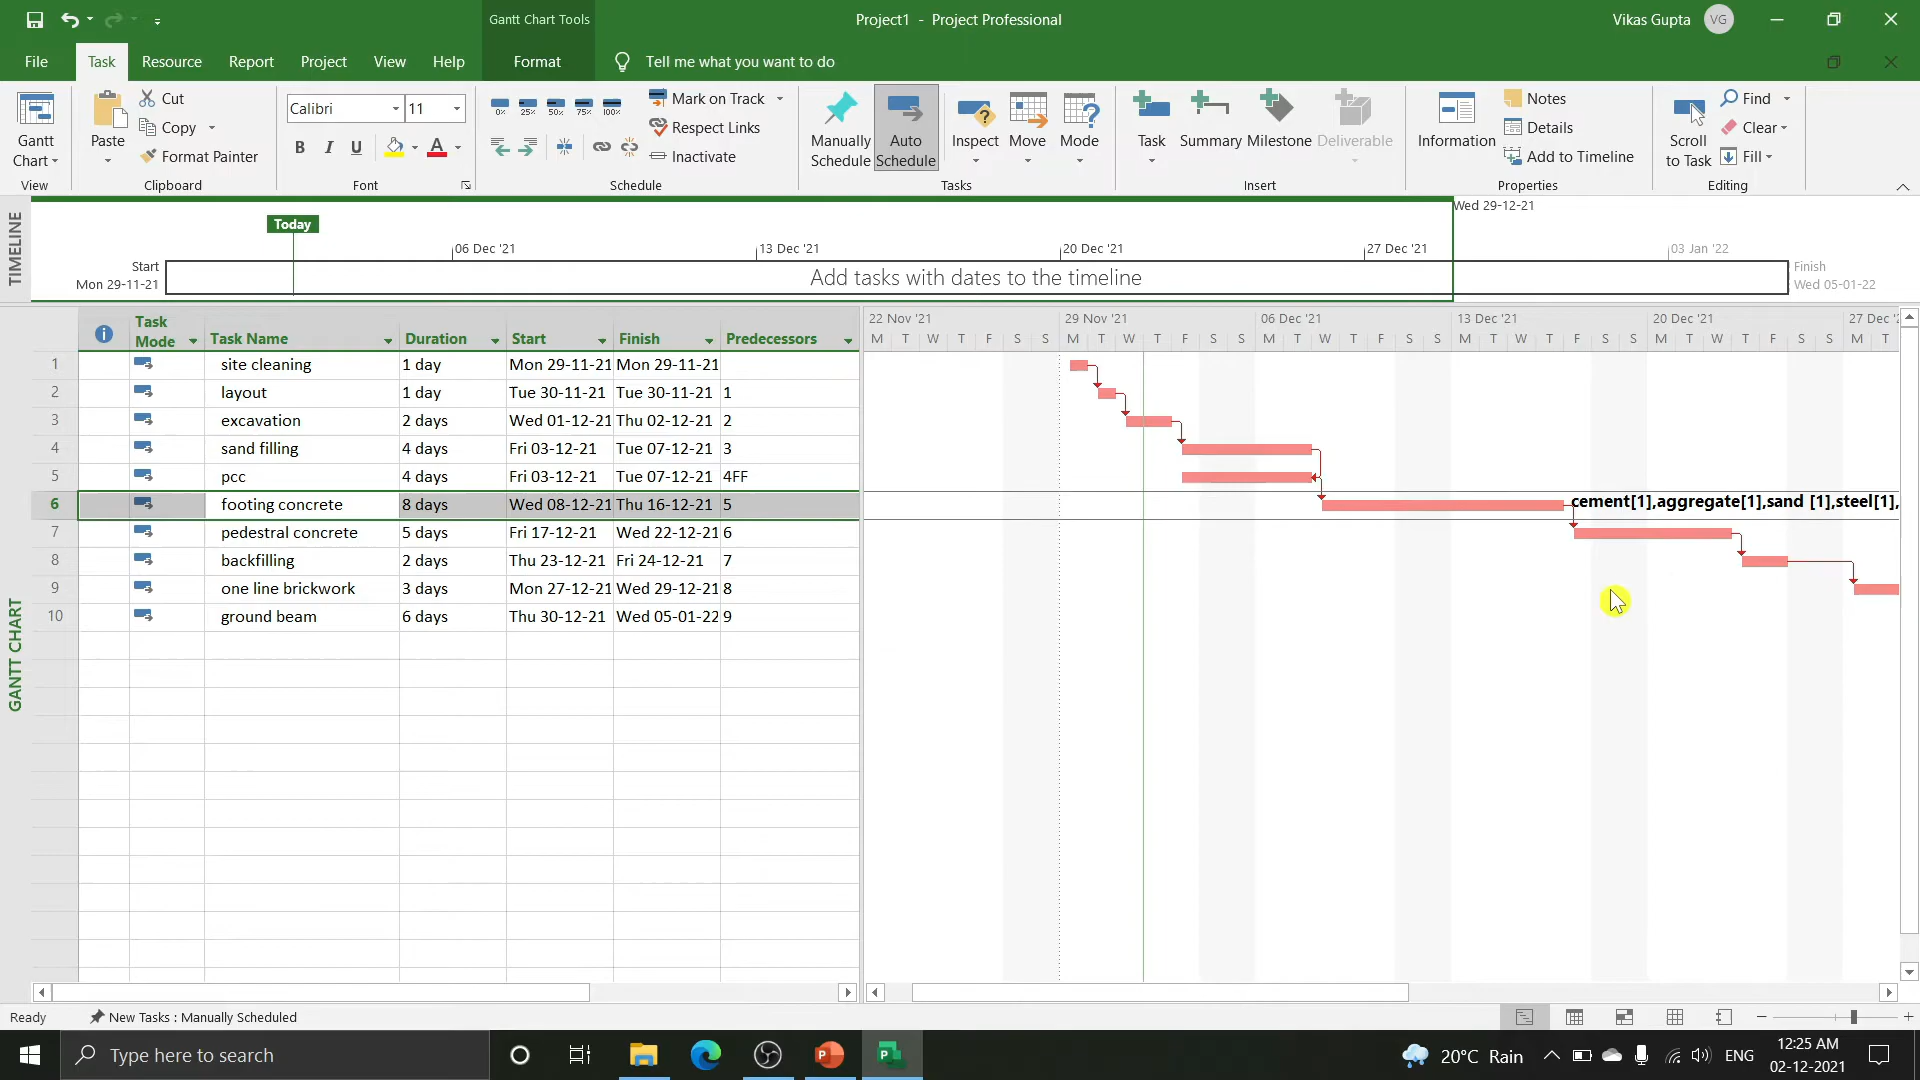 Gantt Chart Tools
Project1 - Project Professional
Vikas Gupta VG
File Task Resource Report Project View Help Format Tell me what you want to do
Gantt Chart
View
Paste
Cut
Copy
Format Painter
Clipboard
Calibri 11
B I U A
Font
0% 25% 50% 75% 100%
Mark on Track
Respect Links
Inactivate
Schedule
Manually Schedule
Auto Schedule
Inspect
Move
Mode
Tasks
Task
Summary
Milestone
Deliverable
Insert
Information
Notes
Details
Add to Timeline
Properties
Scroll to Task
Find
Clear
Fill
Editing
TIMELINE
Wed 29-12-21
Today
06 Dec '21 13 Dec '21 20 Dec '21 27 Dec '21 03 Jan '22
Start
Mon 29-11-21
Add tasks with dates to the timeline
Finish
Wed 05-01-22
GANTT CHART
Task Mode Task Name Duration Start Finish Predecessors
1 site cleaning 1 day Mon 29-11-21 Mon 29-11-21
2 layout 1 day Tue 30-11-21 Tue 30-11-21 1
3 excavation 2 days Wed 01-12-21 Thu 02-12-21 2
4 sand filling 4 days Fri 03-12-21 Tue 07-12-21 3
5 pcc 4 days Fri 03-12-21 Tue 07-12-21 4FF
6 footing concrete 8 days Wed 08-12-21 Thu 16-12-21 5
7 pedestral concrete 5 days Fri 17-12-21 Wed 22-12-21 6
8 backfilling 2 days Thu 23-12-21 Fri 24-12-21 7
9 one line brickwork 3 days Mon 27-12-21 Wed 29-12-21 8
10 ground beam 6 days Thu 30-12-21 Wed 05-01-22 9
22 Nov '21 29 Nov '21 06 Dec '21 13 Dec '21 20 Dec '21 27 Dec '
M T W T F S S M T W T F S S M T W T F S S M T W T F S S M T W T F S S M T
cement[1],aggregate[1],sand [1],steel[1],
Ready New Tasks : Manually Scheduled
Type here to search
20°C Rain
ENG
12:25 AM
02-12-2021